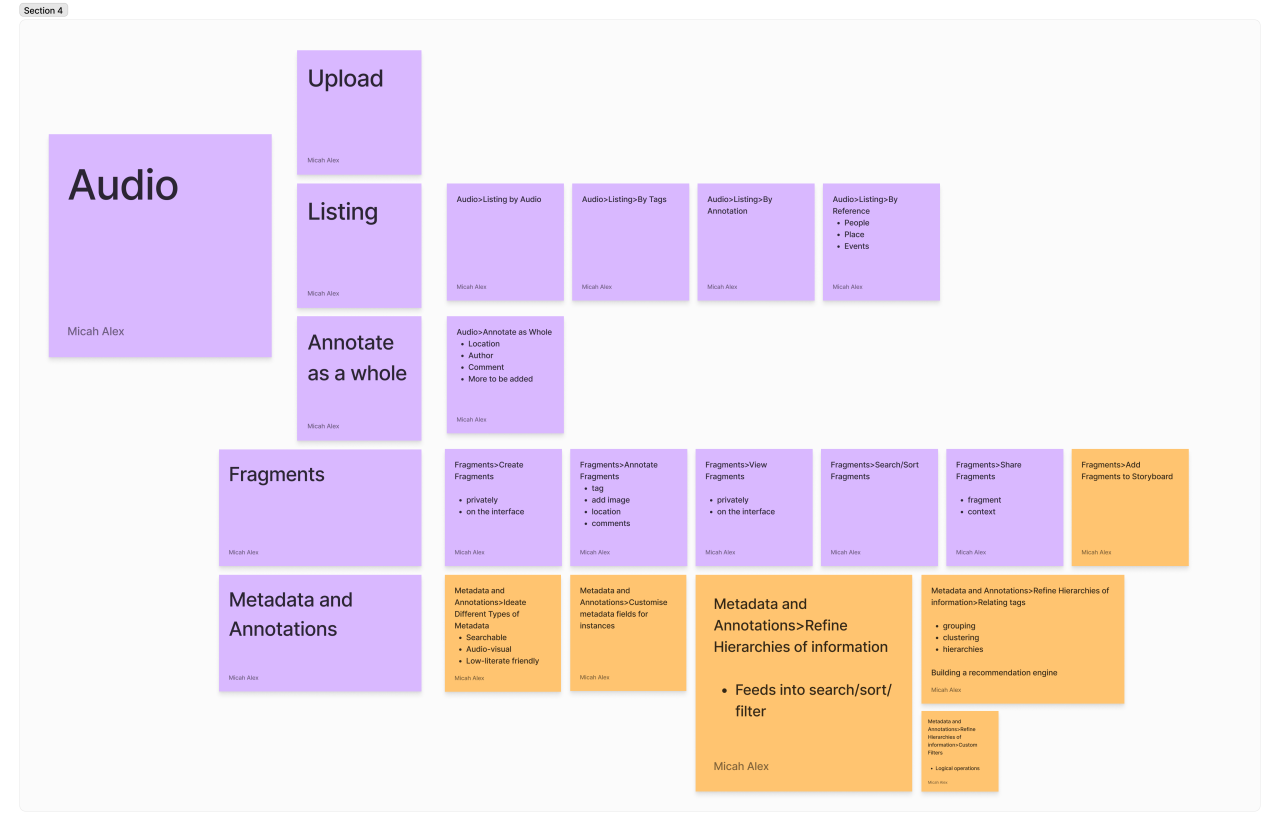 Section 4
Upload
Micah Alex
Audio
Micah Alex
Listing
Micah Alex
Audio>Listing by Audio
Micah Alex
Audio>Listing>By Tags
Micah Alex
Audio>Listing>By
Annotation
Micah Alex
Audio>Listing>By
Reference
• People
• Place
• Events
Micah Alex
Annotate
as a whole
Micah Alex
Audio>Annotate as Whole
• Location
• Author
• Comment
• More to be added
Micah Alex
Fragments
Micah Alex
Fragments>Create
Fragments
• privately
• on the interface
Micah Alex
Fragments>Annotate
Fragments
• tag
• add image
• location
• comments
Micah Alex
Fragments>View
Fragments
• privately
• on the interface
Micah Alex
Fragments>Search/Sort
Fragments
Micah Alex
Fragments>Share
Fragments
• fragment
• context
Micah Alex
Fragments>Add
Fragments to Storyboard
Micah Alex
Metadata and
Annotations
Micah Alex
Metadata and
Annotations>Ideate
Different Types of
Metadata
• Searchable
• Audio-visual
• Low-literate friendly
Micah Alex
Metadata and
Annotations>Customise
metadata fields for
instances
Micah Alex
Metadata and
Annotations>Refine
Hierarchies of information
• Feeds into search/sort/
filter
Micah Alex
Metadata and Annotations>Refine Hierarchies of
information>Relating tags
• grouping
• clustering
• hierarchies
Building a recommendation engine
Micah Alex
Metadata and
Annotations>Refine
Hierarchies of
information>Custom
Filters
• Logical operations
Micah Alex